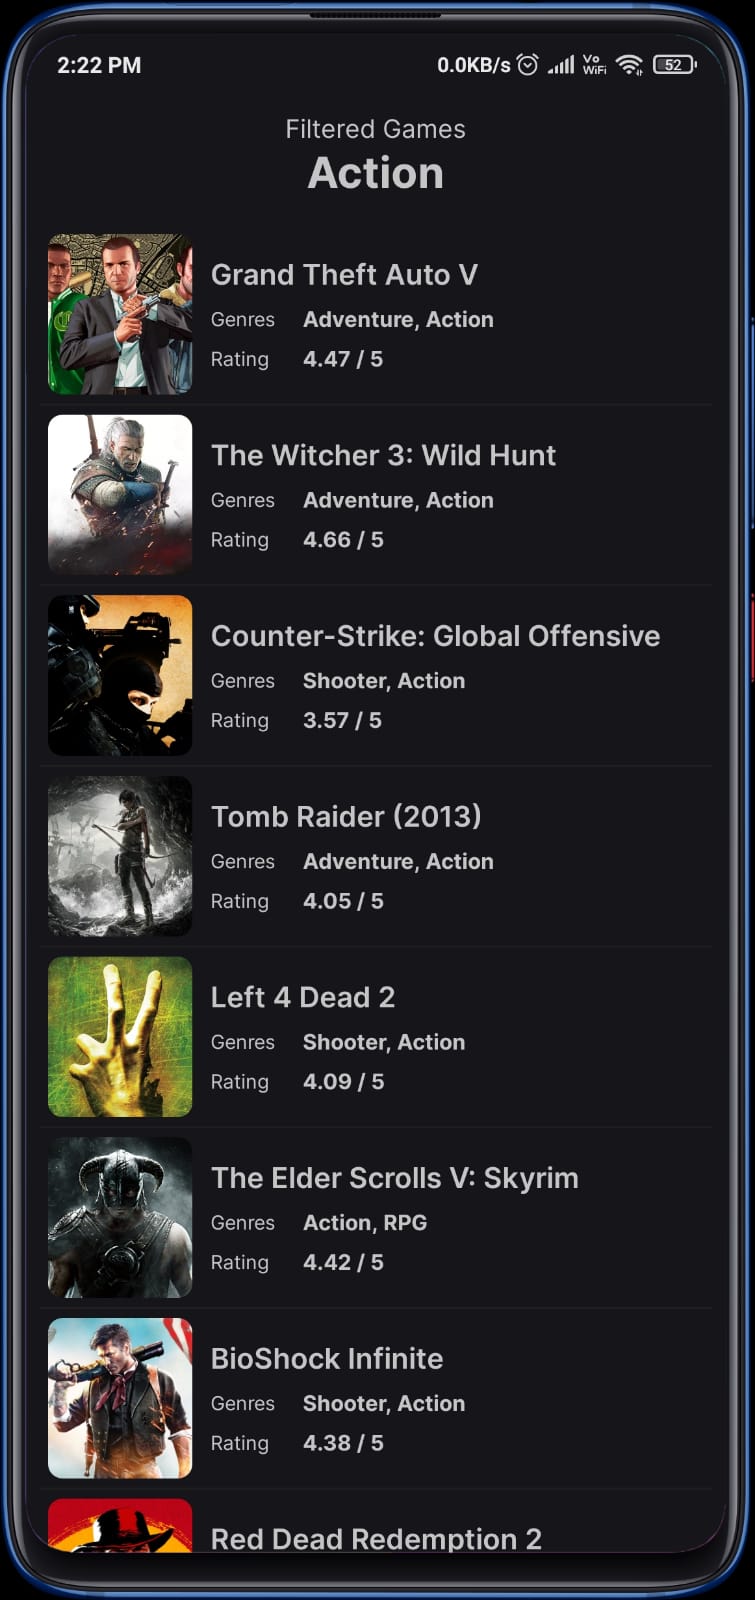 2:22 PM
0.0KB/s
Vo
WiFi
52
Filtered Games
Action
Grand Theft Auto V
Genres Adventure, Action
Rating 4.47 / 5
The Witcher 3: Wild Hunt
Genres Adventure, Action
Rating 4.66 / 5
Counter-Strike: Global Offensive
Genres Shooter, Action
Rating 3.57 / 5
Tomb Raider (2013)
Genres Adventure, Action
Rating 4.05 / 5
Left 4 Dead 2
Genres Shooter, Action
Rating 4.09 / 5
The Elder Scrolls V: Skyrim
Genres Action, RPG
Rating 4.42 / 5
BioShock Infinite
Genres Shooter, Action
Rating 4.38 / 5
Red Dead Redemption 2